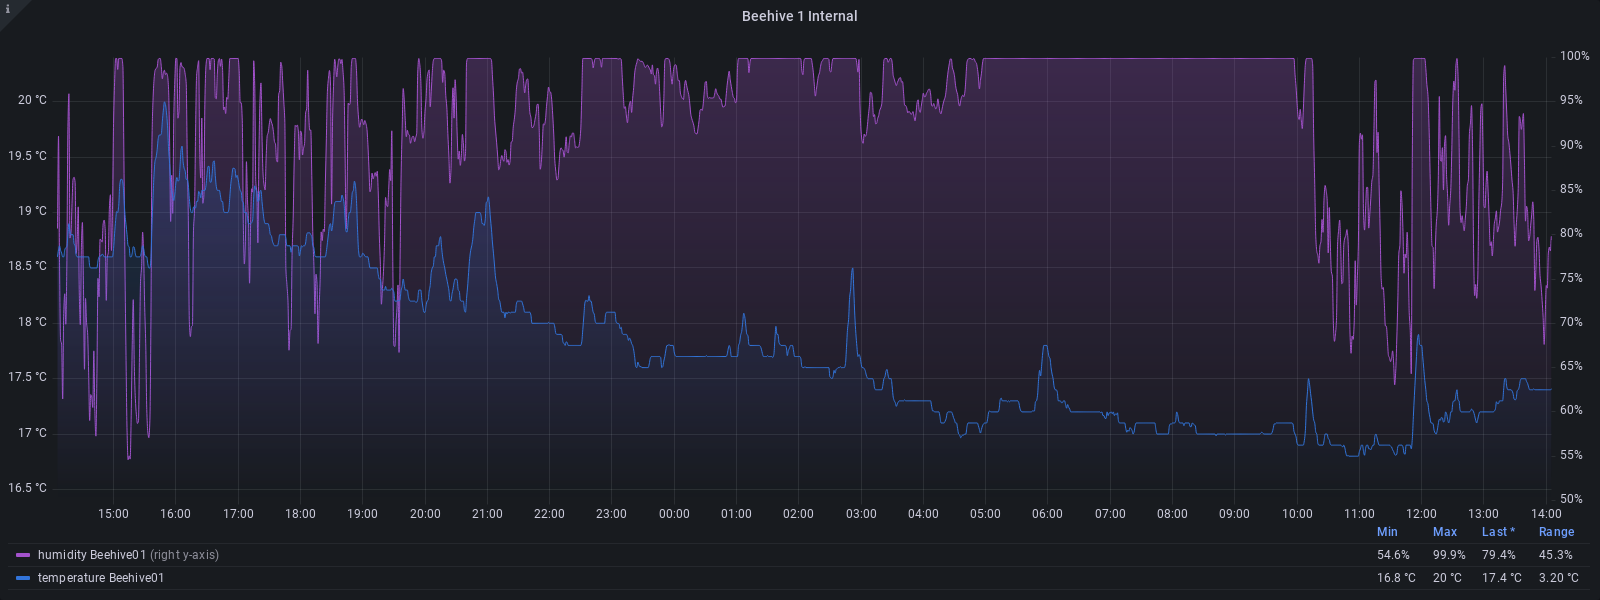 i
Beehive 1 Internal
20 °C
19.5 °C
19 °C
18.5 °C
18 °C
17.5 °C
17 °C
16.5 °C
100%
95%
90%
85%
80%
75%
70%
65%
60%
55%
50%
15:00 16:00 17:00 18:00 19:00 20:00 21:00 22:00 23:00 00:00 01:00 02:00 03:00 04:00 05:00 06:00 07:00 08:00 09:00 10:00 11:00 12:00 13:00 14:00
Min Max Last * Range
humidity Beehive01 (right y-axis) 54.6% 99.9% 79.4% 45.3%
temperature Beehive01 16.8 °C 20 °C 17.4 °C 3.20 °C